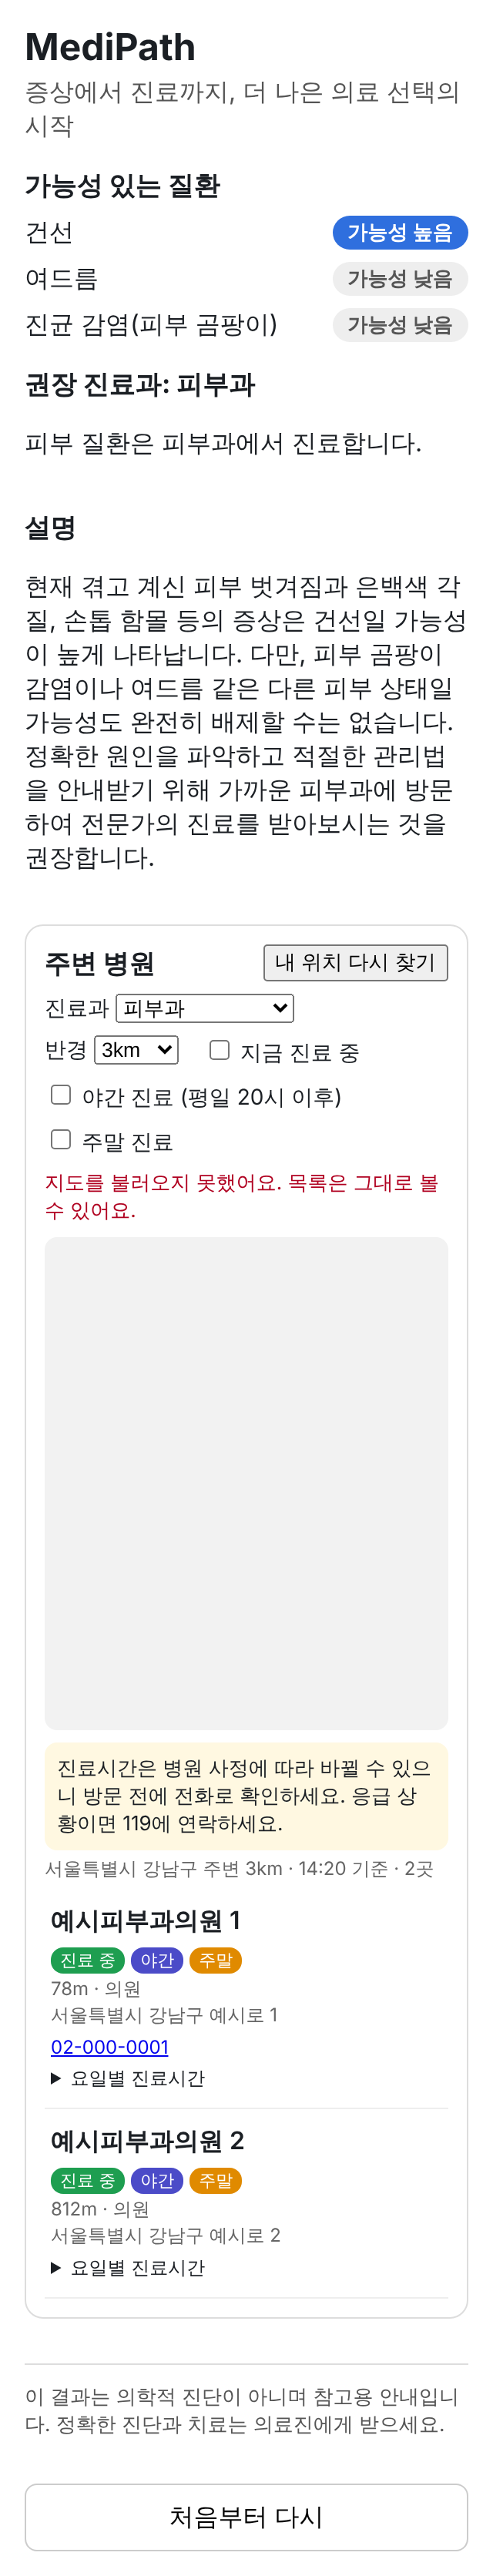 MediPath
증상에서 진료까지, 더 나은 의료 선택의
시작
가능성 있는 질환
건선
가능성 높음
여드름
가능성 낮음
진균 감염(피부 곰팡이)
가능성 낮음
권장 진료과: 피부과
피부 질환은 피부과에서 진료합니다.
설명
현재 겪고 계신 피부 벗겨짐과 은백색 각
질, 손톱 함몰 등의 증상은 건선일 가능성
이 높게 나타납니다. 다만, 피부 곰팡이
감염이나 여드름 같은 다른 피부 상태일
가능성도 완전히 배제할 수는 없습니다.
정확한 원인을 파악하고 적절한 관리법
을 안내받기 위해 가까운 피부과에 방문
하여 전문가의 진료를 받아보시는 것을
권장합니다.
주변 병원
내 위치 다시 찾기
진료과 피부과
반경 3km 지금 진료 중
야간 진료 (평일 20시 이후)
주말 진료
지도를 불러오지 못했어요. 목록은 그대로 볼
수 있어요.
진료시간은 병원 사정에 따라 바뀔 수 있으
니 방문 전에 전화로 확인하세요. 응급 상
황이면 119에 연락하세요.
서울특별시 강남구 주변 3km · 14:20 기준 · 2곳
예시피부과의원 1
진료 중 야간 주말
78m · 의원
서울특별시 강남구 예시로 1
02-000-0001
▶ 요일별 진료시간
예시피부과의원 2
진료 중 야간 주말
812m · 의원
서울특별시 강남구 예시로 2
▶ 요일별 진료시간
이 결과는 의학적 진단이 아니며 참고용 안내입니
다. 정확한 진단과 치료는 의료진에게 받으세요.
처음부터 다시